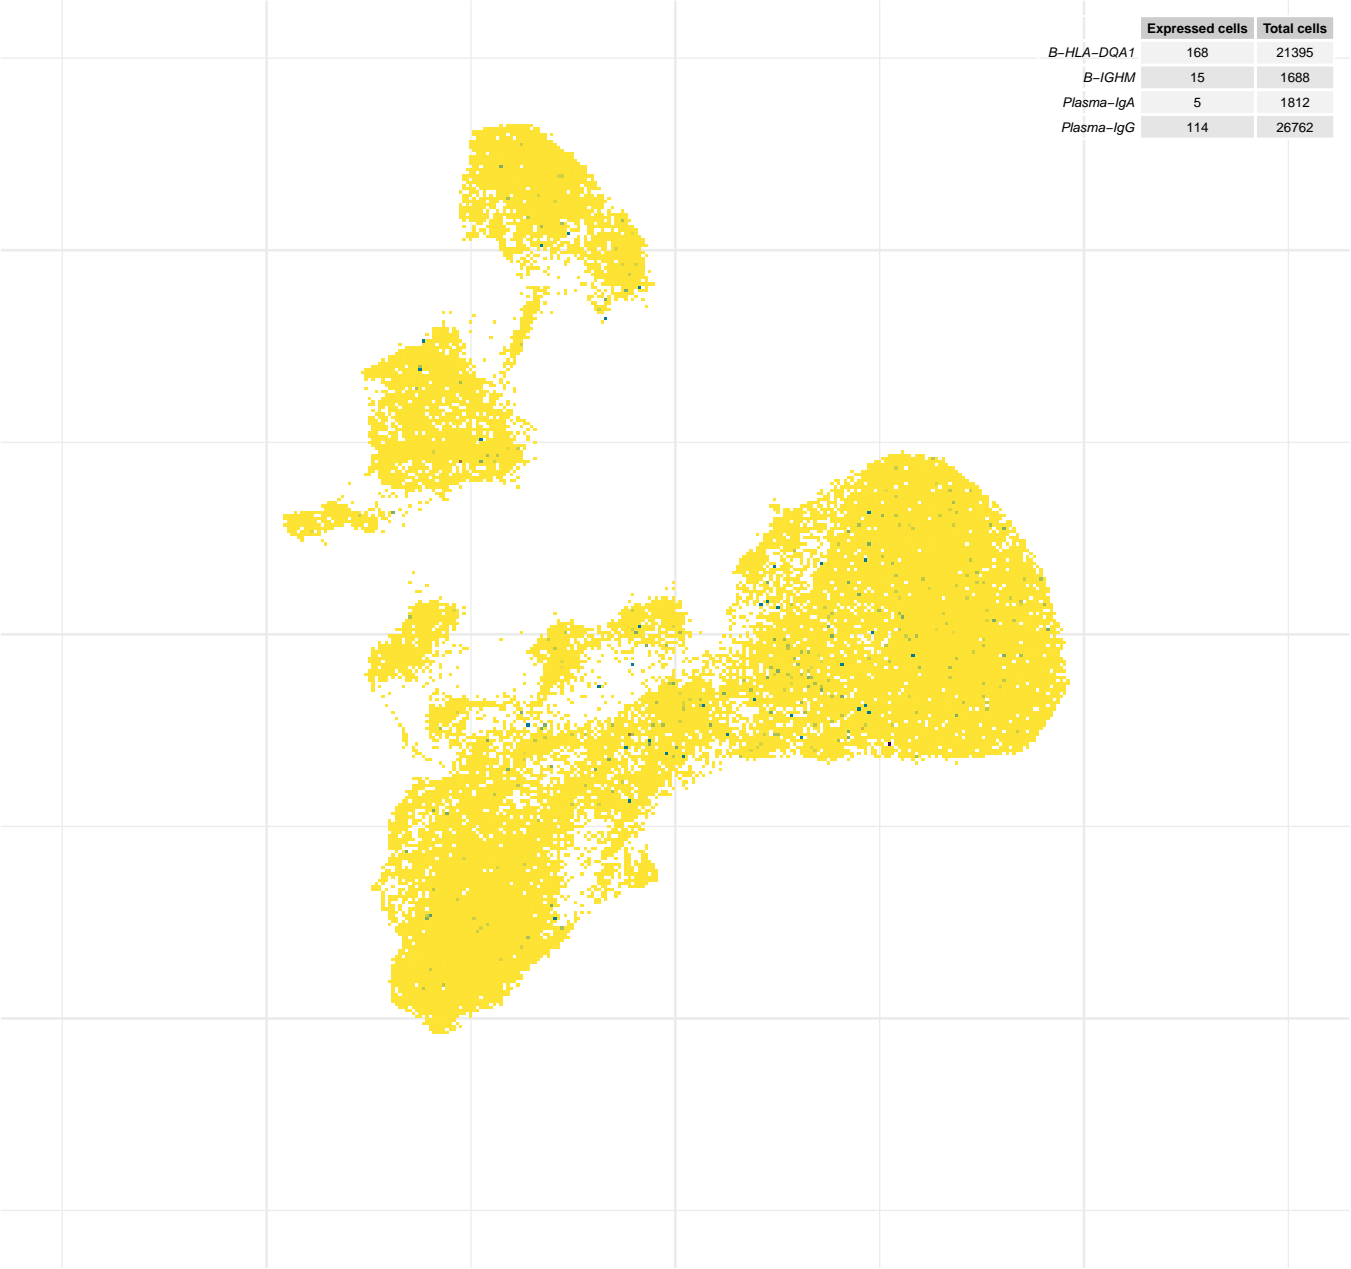 Expressed cells Total cells
B−HLA−DQA1 168 21395
B−IGHM 15 1688
Plasma−IgA 5 1812
Plasma−IgG 114 26762